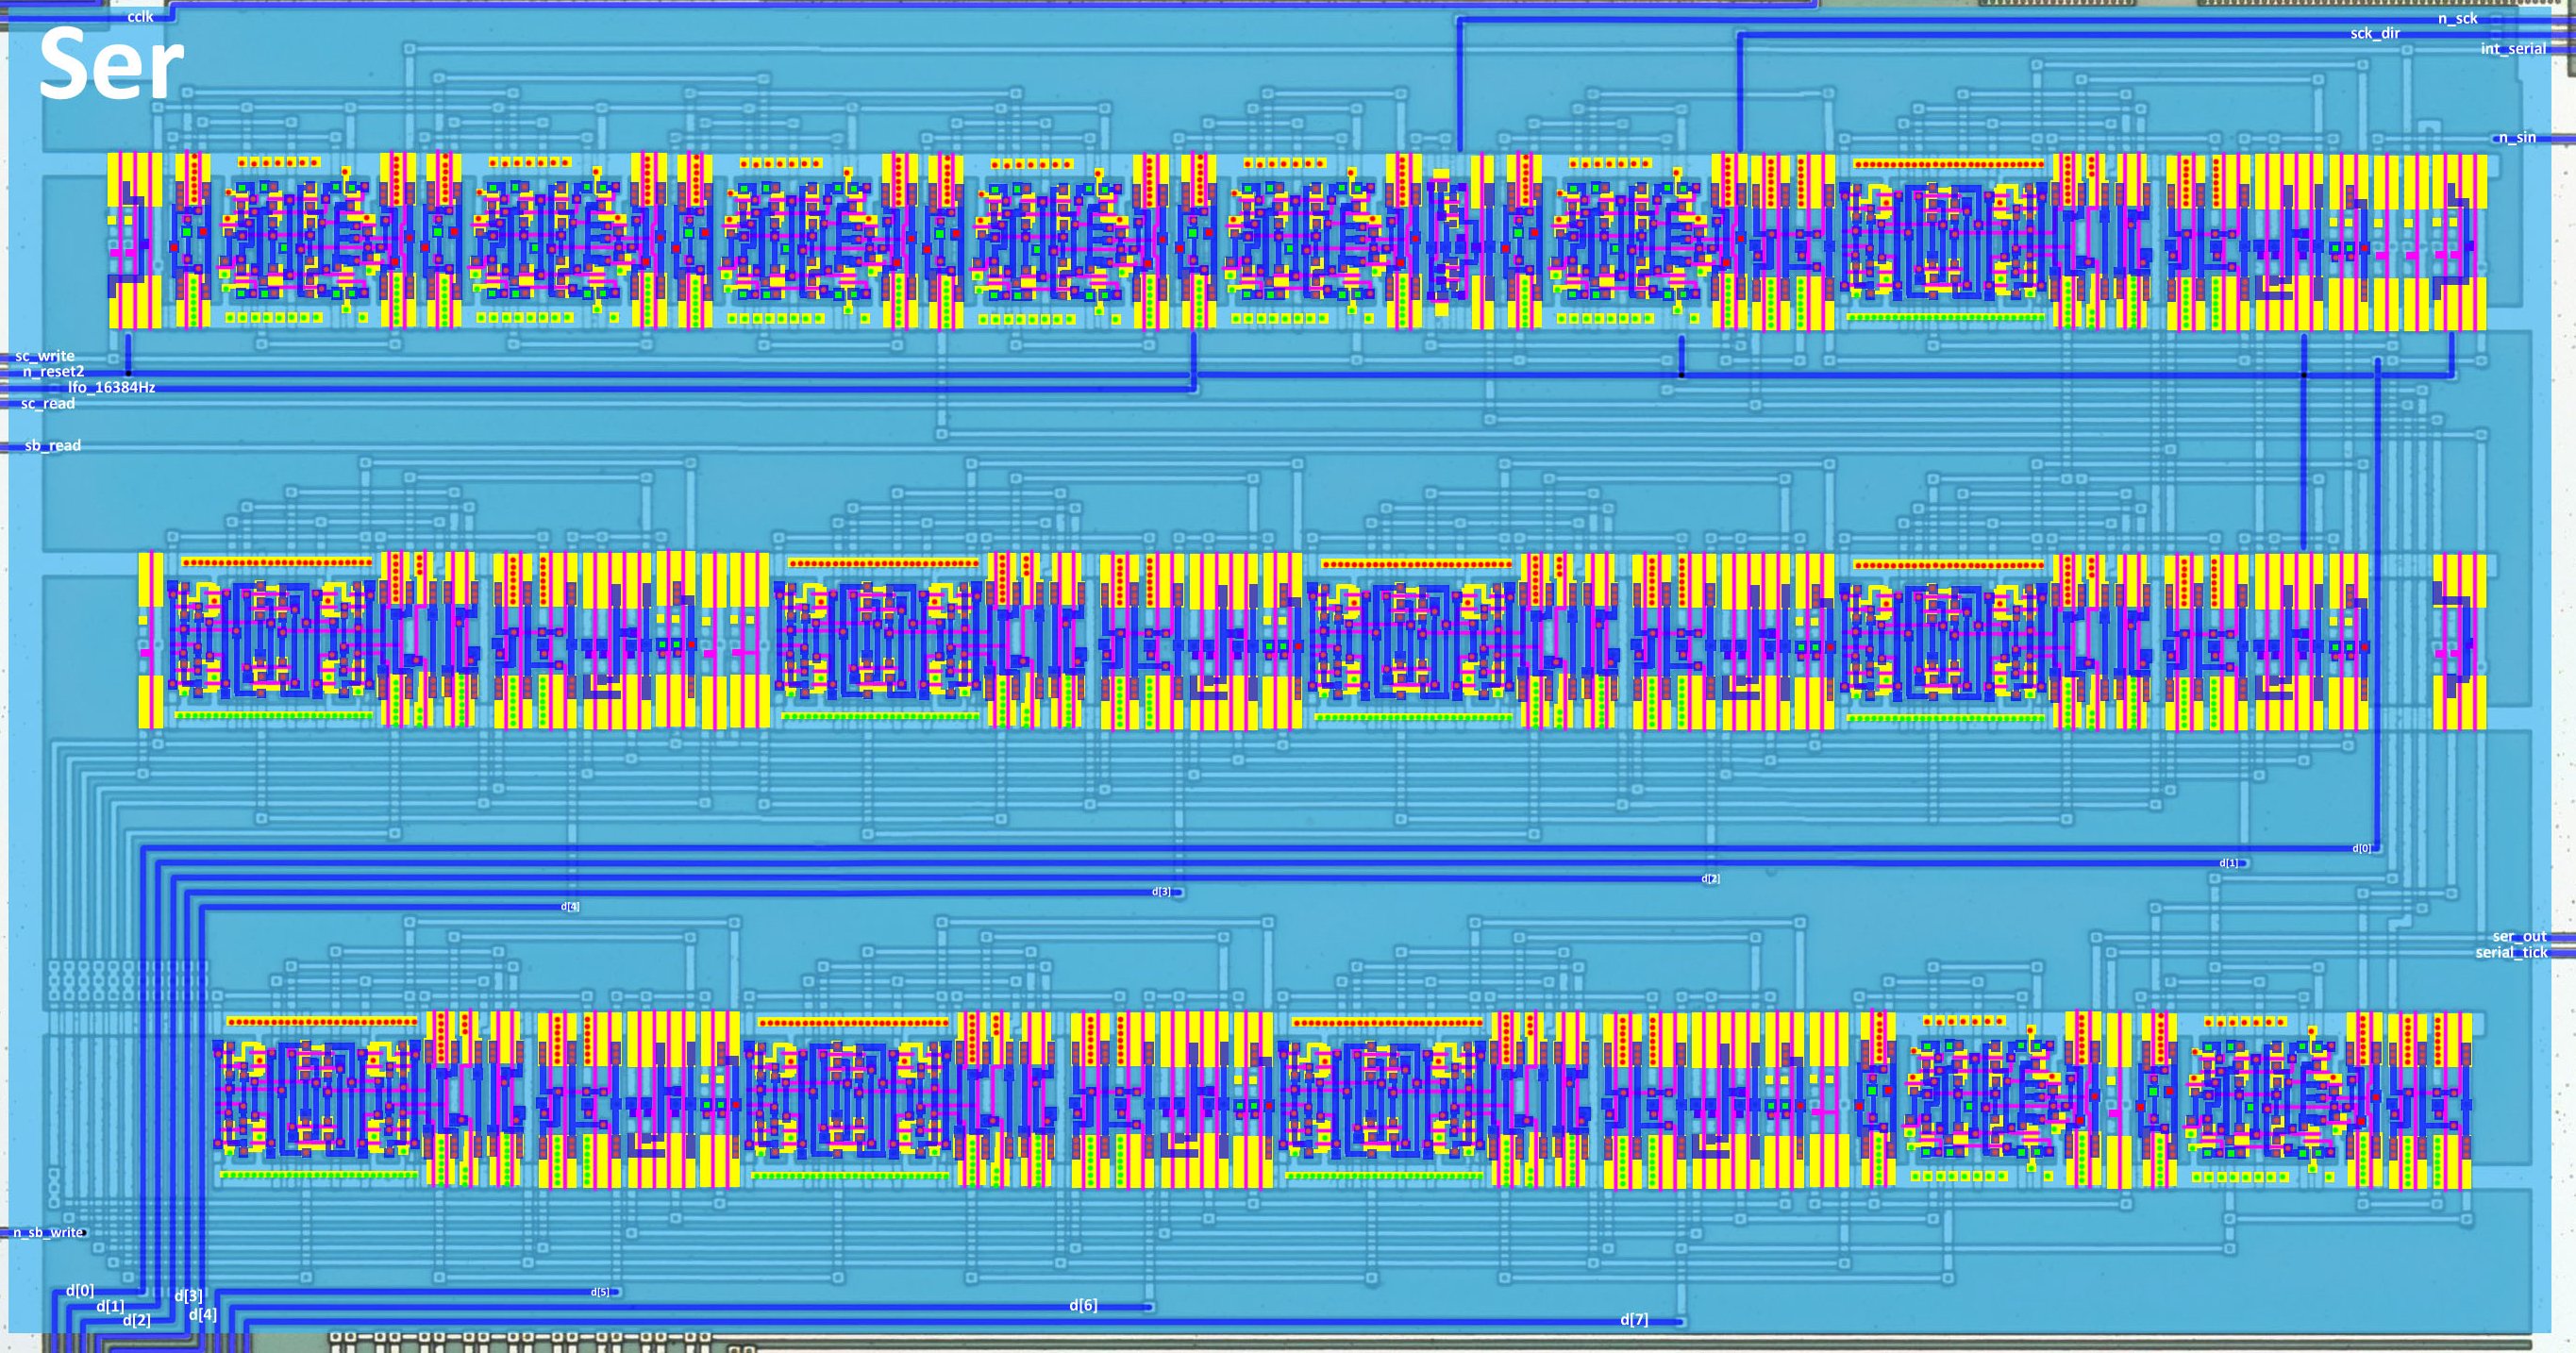 cclk
Ser
n_sck
sck_dir
int_serial
n_sin
sc_write
n_reset2
lfo_16384Hz
sc_read
sb_read
d[0]
d[1]
d[2]
d[3]
d[4]
ser_out
serial_tick
n_sb_write
d[0]
d[1]
d[2]
d[3]
d[4]
d[5]
d[6]
d[7]